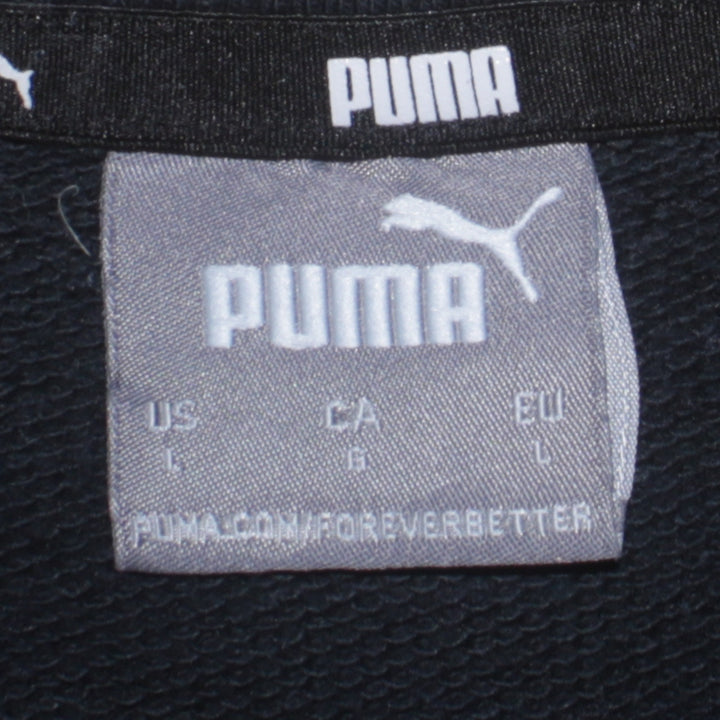 PUMA
PUMA
US CA EU
L G L
PUMA.COM/FOREVERBETTER